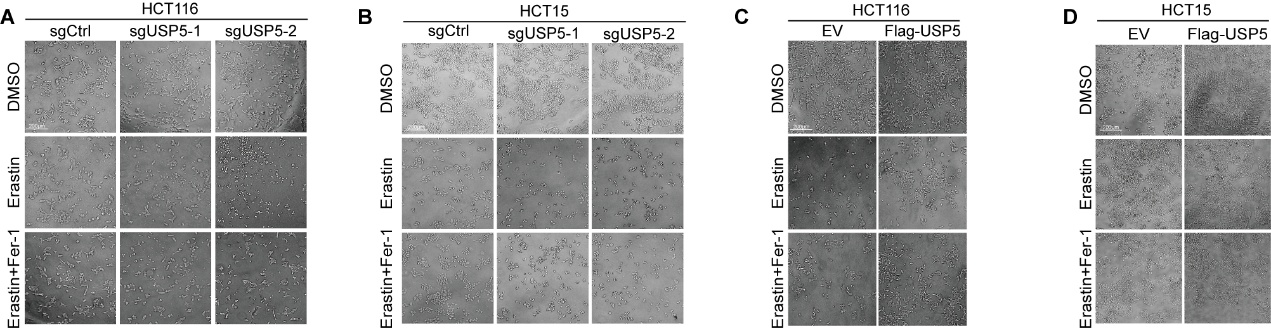 A
HCT116
sgCtrl sgUSP5-1 sgUSP5-2
DMSO
Erastin
Erastin+Fer-1
B
HCT15
sgCtrl sgUSP5-1 sgUSP5-2
DMSO
200μm
Erastin
Erastin+Fer-1
C
HCT116
EV Flag-USP5
DMSO
Erastin
Erastin+Fer-1
D
HCT15
EV Flag-USP5
DMSO
Erastin
Erastin+Fer-1